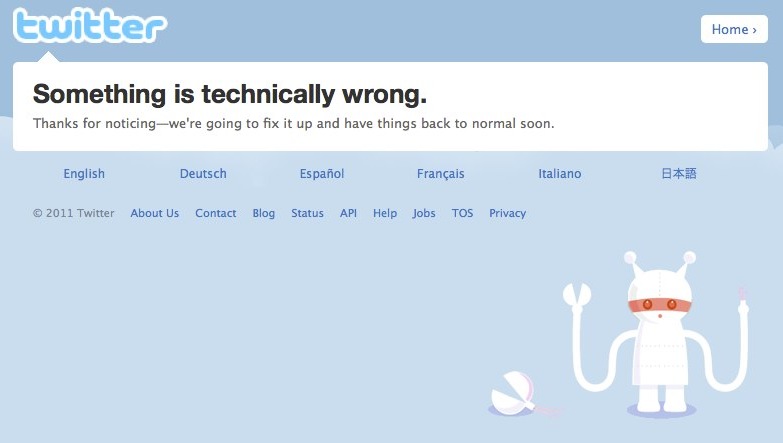 twitter
Home ›
Something is technically wrong.
Thanks for noticing—we're going to fix it up and have things back to normal soon.
English Deutsch Español Français Italiano 日本語
© 2011 Twitter About Us Contact Blog Status API Help Jobs TOS Privacy